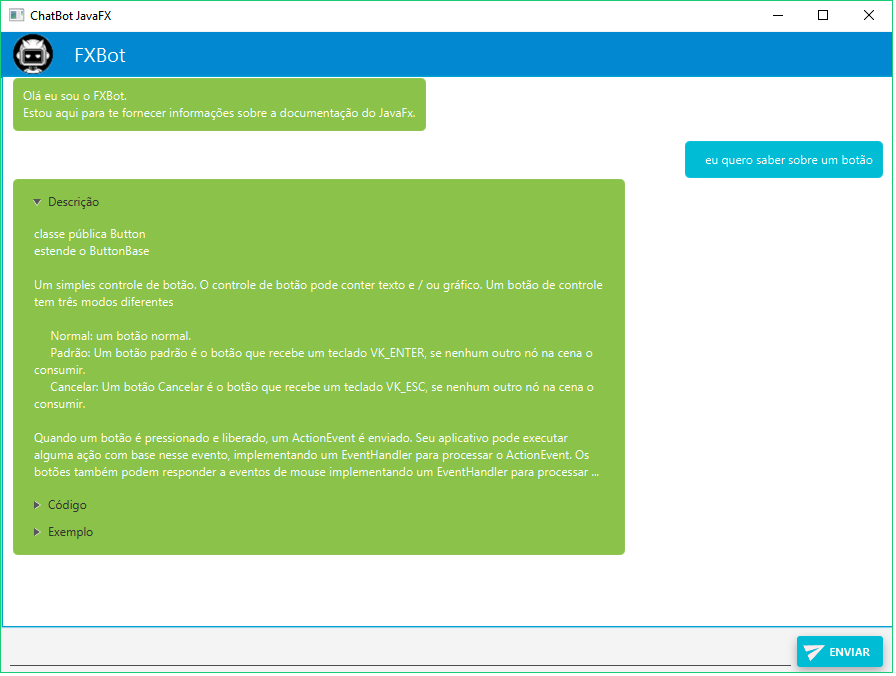 ChatBot JavaFX
FXBot
Olá eu sou o FXBot.
Estou aqui para te fornecer informações sobre a documentação do JavaFx.
eu quero saber sobre um botão
Descrição
classe pública Button
estende o ButtonBase
Um simples controle de botão. O controle de botão pode conter texto e / ou gráfico. Um botão de controle
tem três modos diferentes
Normal: um botão normal.
Padrão: Um botão padrão é o botão que recebe um teclado VK_ENTER, se nenhum outro nó na cena o
consumir.
Cancelar: Um botão Cancelar é o botão que recebe um teclado VK_ESC, se nenhum outro nó na cena o
consumir.
Quando um botão é pressionado e liberado, um ActionEvent é enviado. Seu aplicativo pode executar
alguma ação com base nesse evento, implementando um EventHandler para processar o ActionEvent. Os
botões também podem responder a eventos de mouse implementando um EventHandler para processar ...
Código
Exemplo
ENVIAR